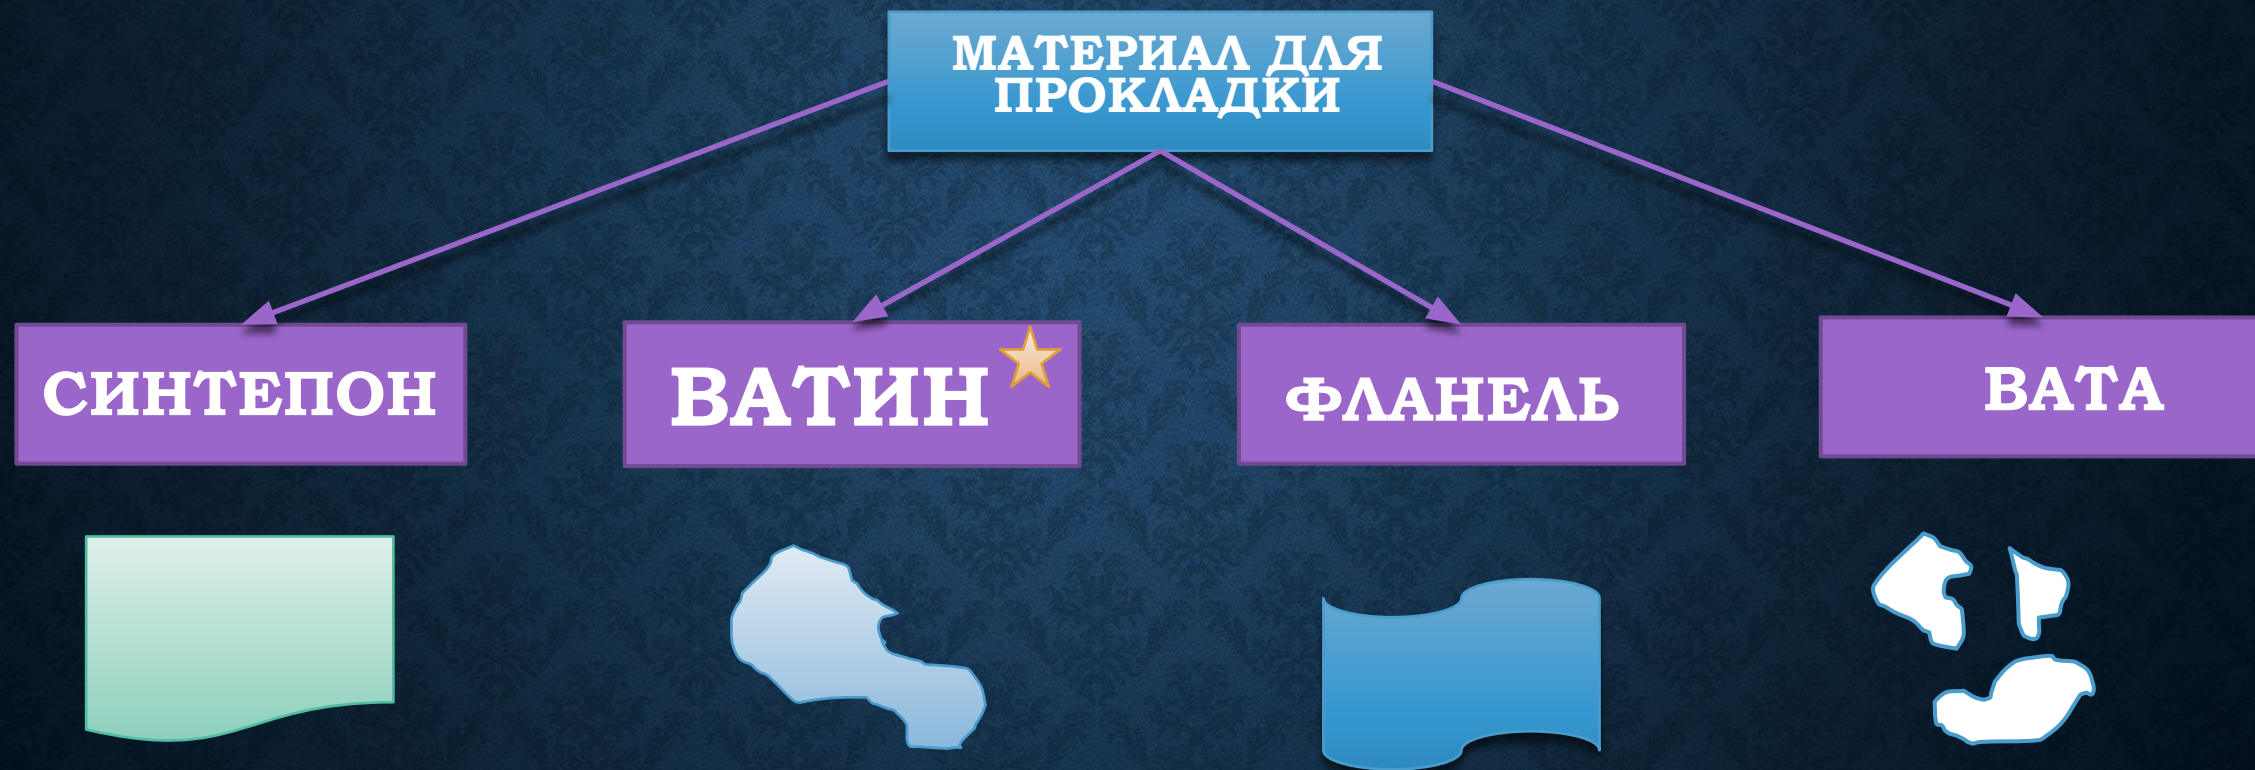 МАТЕРИАЛ ДЛЯ
ПРОКЛАДКИ
СИНТЕПОН
ВАТИН
ФЛАНЕЛЬ
ВАТА